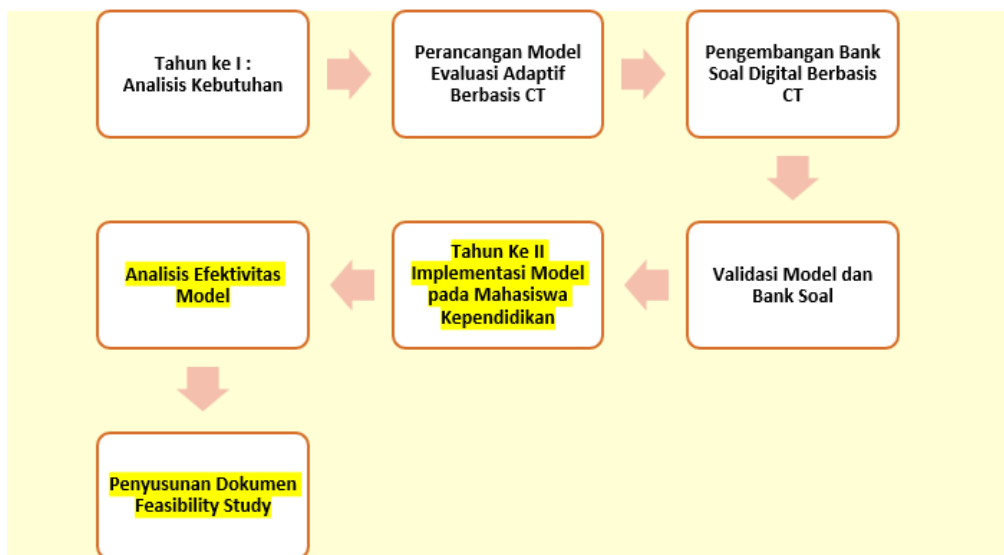 Tahun ke I :
Analisis Kebutuhan
Perancangan Model
Evaluasi Adaptif
Berbasis CT
Pengembangan Bank
Soal Digital Berbasis
CT
Validasi Model dan
Bank Soal
Tahun Ke II
Implementasi Model
pada Mahasiswa
Kependidikan
Analisis Efektivitas
Model
Penyusunan Dokumen
Feasibility Study